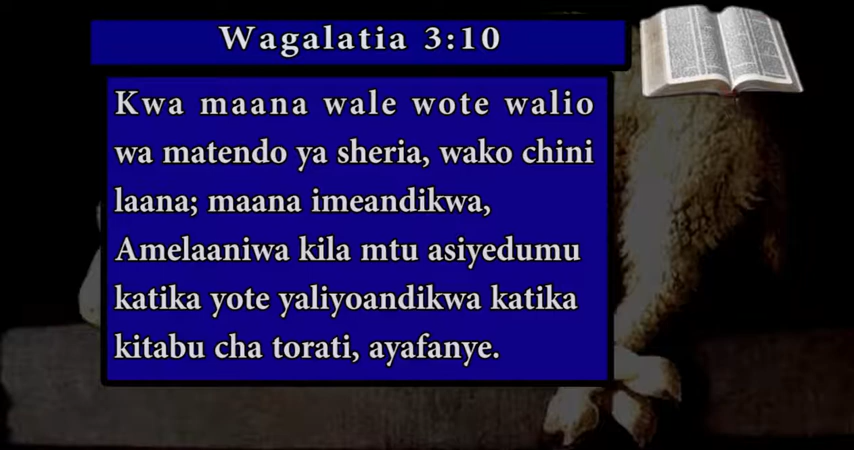 Wagalatia 3:10
Kwa maana wale wote walio
wa matendo ya sheria, wako chini
laana; maana imeandikwa,
Amelaaniwa kila mtu asiyedumu
katika yote yaliyoandikwa katika
kitabu cha torati, ayafanye.